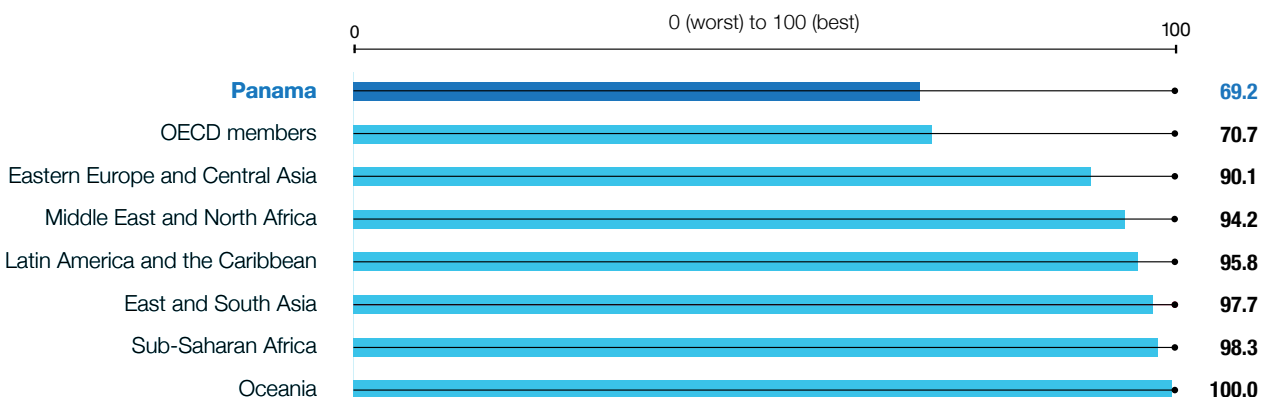 0 (worst) to 100 (best)
0 100
Panama 69.2
OECD members 70.7
Eastern Europe and Central Asia 90.1
Middle East and North Africa 94.2
Latin America and the Caribbean 95.8
East and South Asia 97.7
Sub-Saharan Africa 98.3
Oceania 100.0